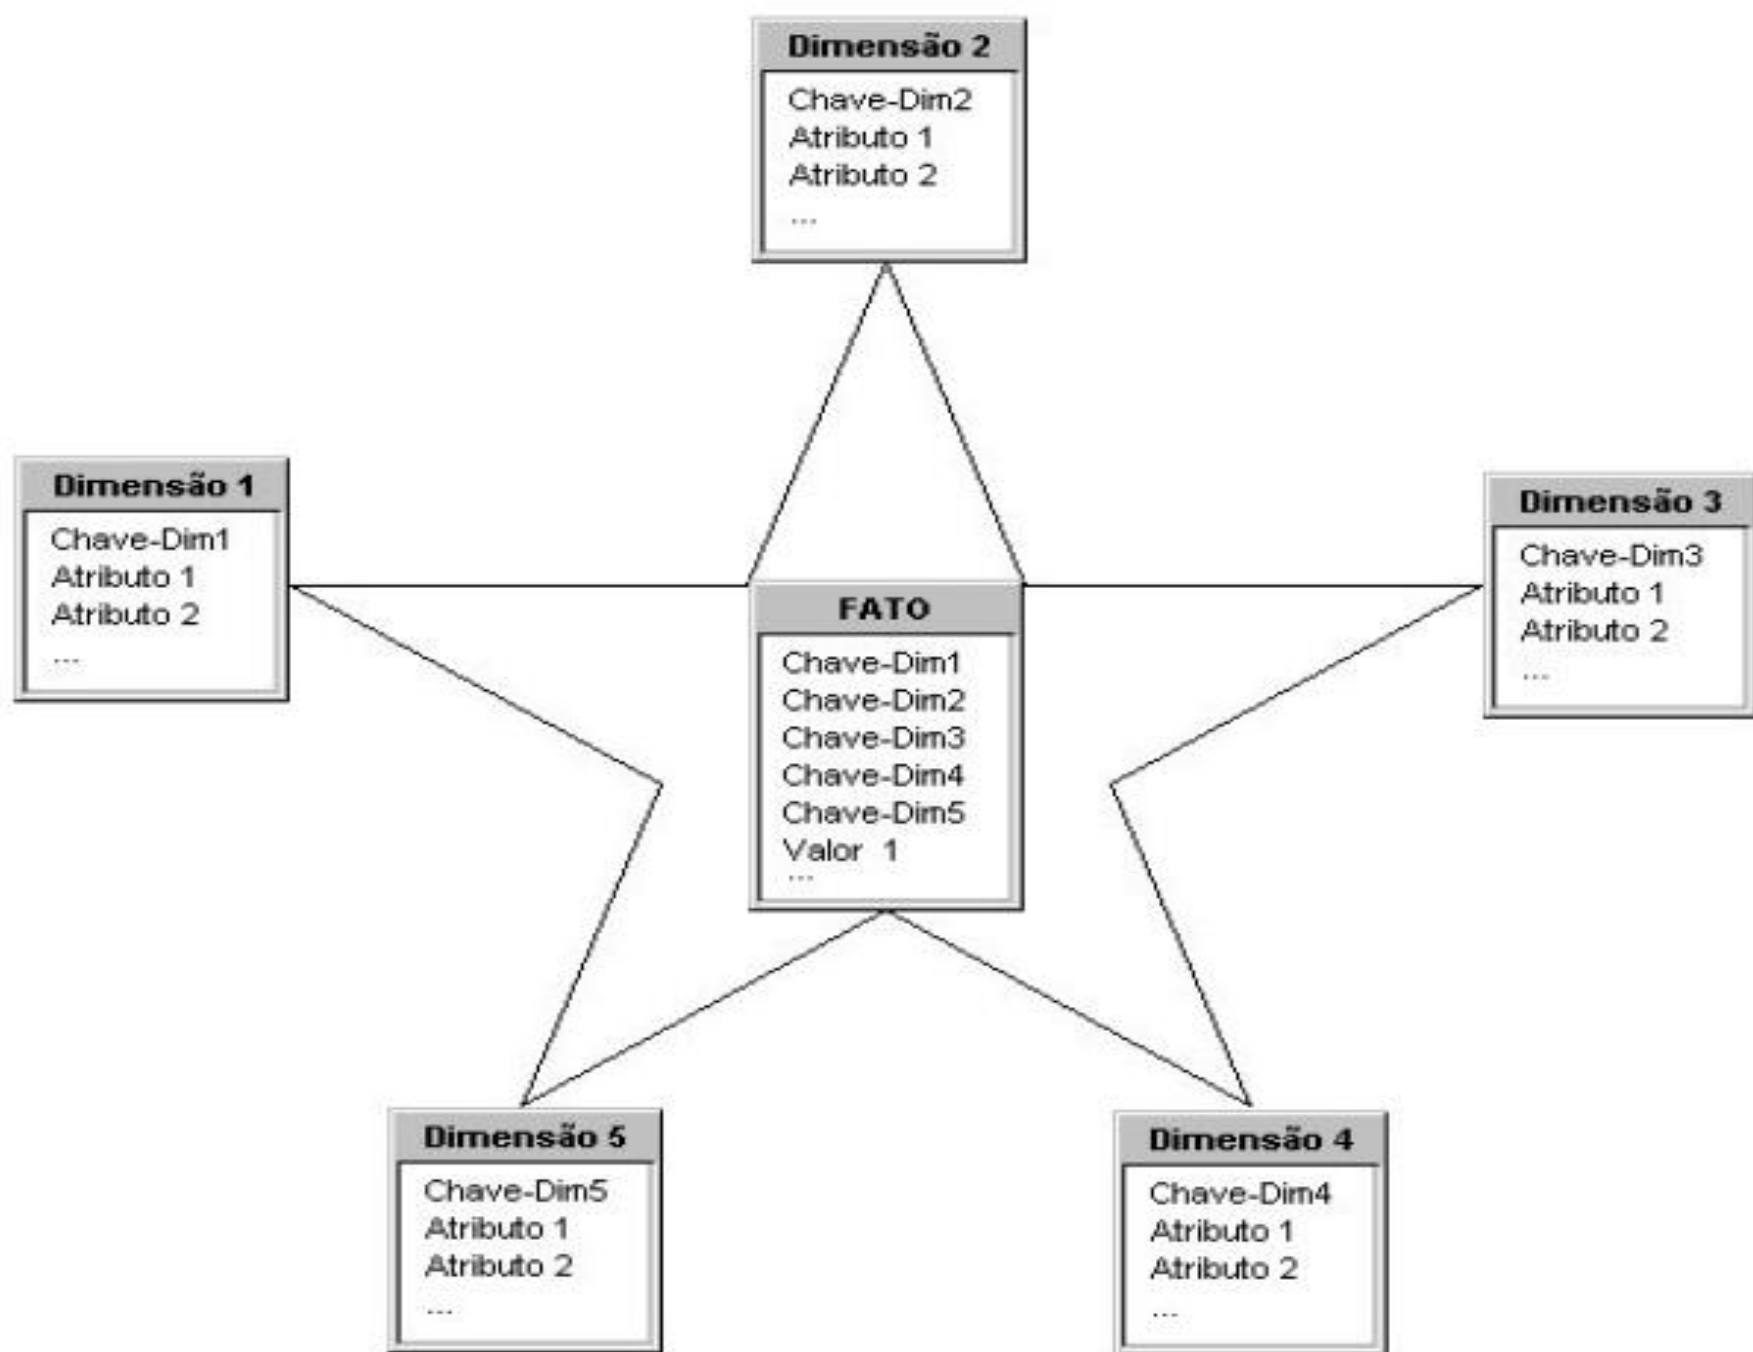 Dimensão 2
Chave-Dim2
Atributo 1
Atributo 2
...
Dimensão 1
Chave-Dim1
Atributo 1
Atributo 2
...
Dimensão 3
Chave-Dim3
Atributo 1
Atributo 2
...
FATO
Chave-Dim1
Chave-Dim2
Chave-Dim3
Chave-Dim4
Chave-Dim5
Valor 1
...
Dimensão 5
Chave-Dim5
Atributo 1
Atributo 2
...
Dimensão 4
Chave-Dim4
Atributo 1
Atributo 2
...